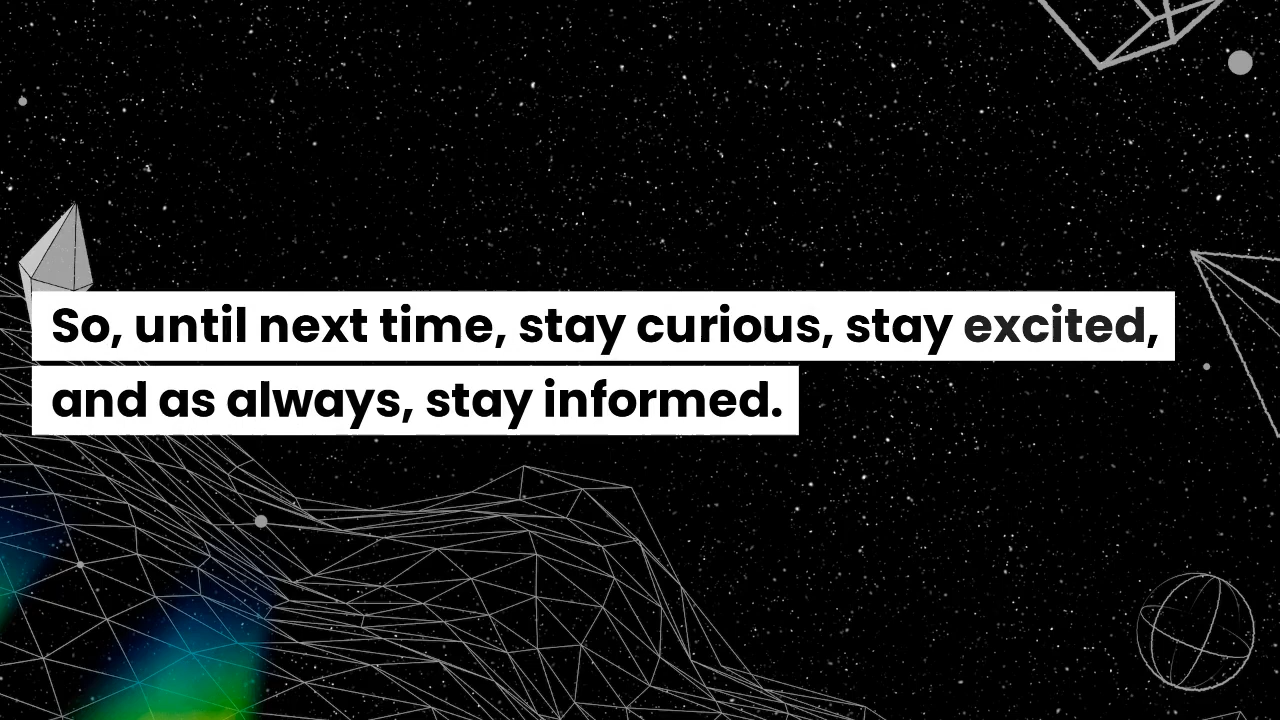 So, until next time, stay curious, stay excited,
and as always, stay informed.